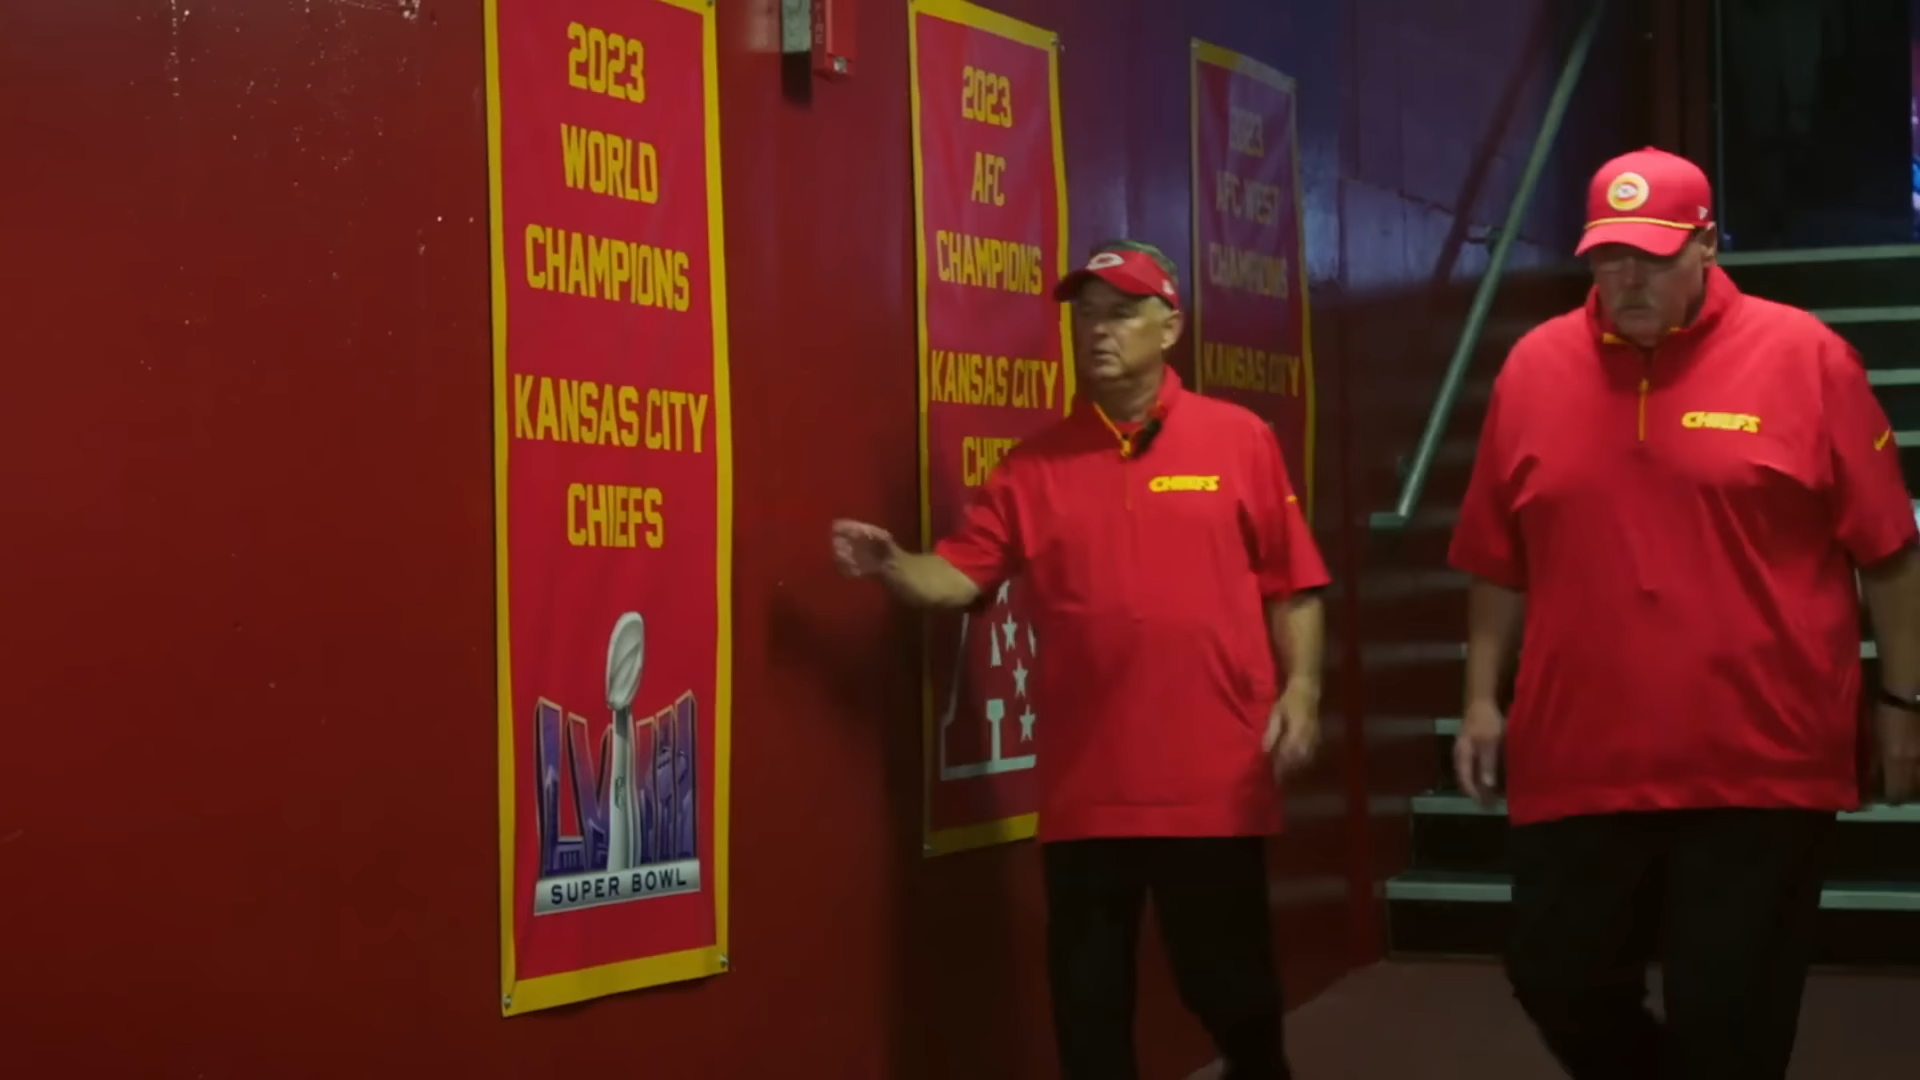 2023
WORLD
CHAMPIONS
KANSAS CITY
CHIEFS
LVIII
SUPER BOWL
2023
AFC
CHAMPIONS
KANSAS CITY
2023
AFC WEST
CHAMPIONS
KANSAS CITY
CHIEFS
CHIEFS